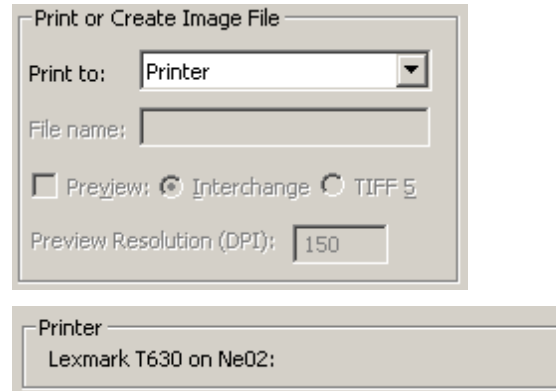 Print or Create Image File
Print to: Printer
File name:
Preview: Interchange TIFF 5
Preview Resolution (DPI): 150
Printer
Lexmark T630 on Ne02: